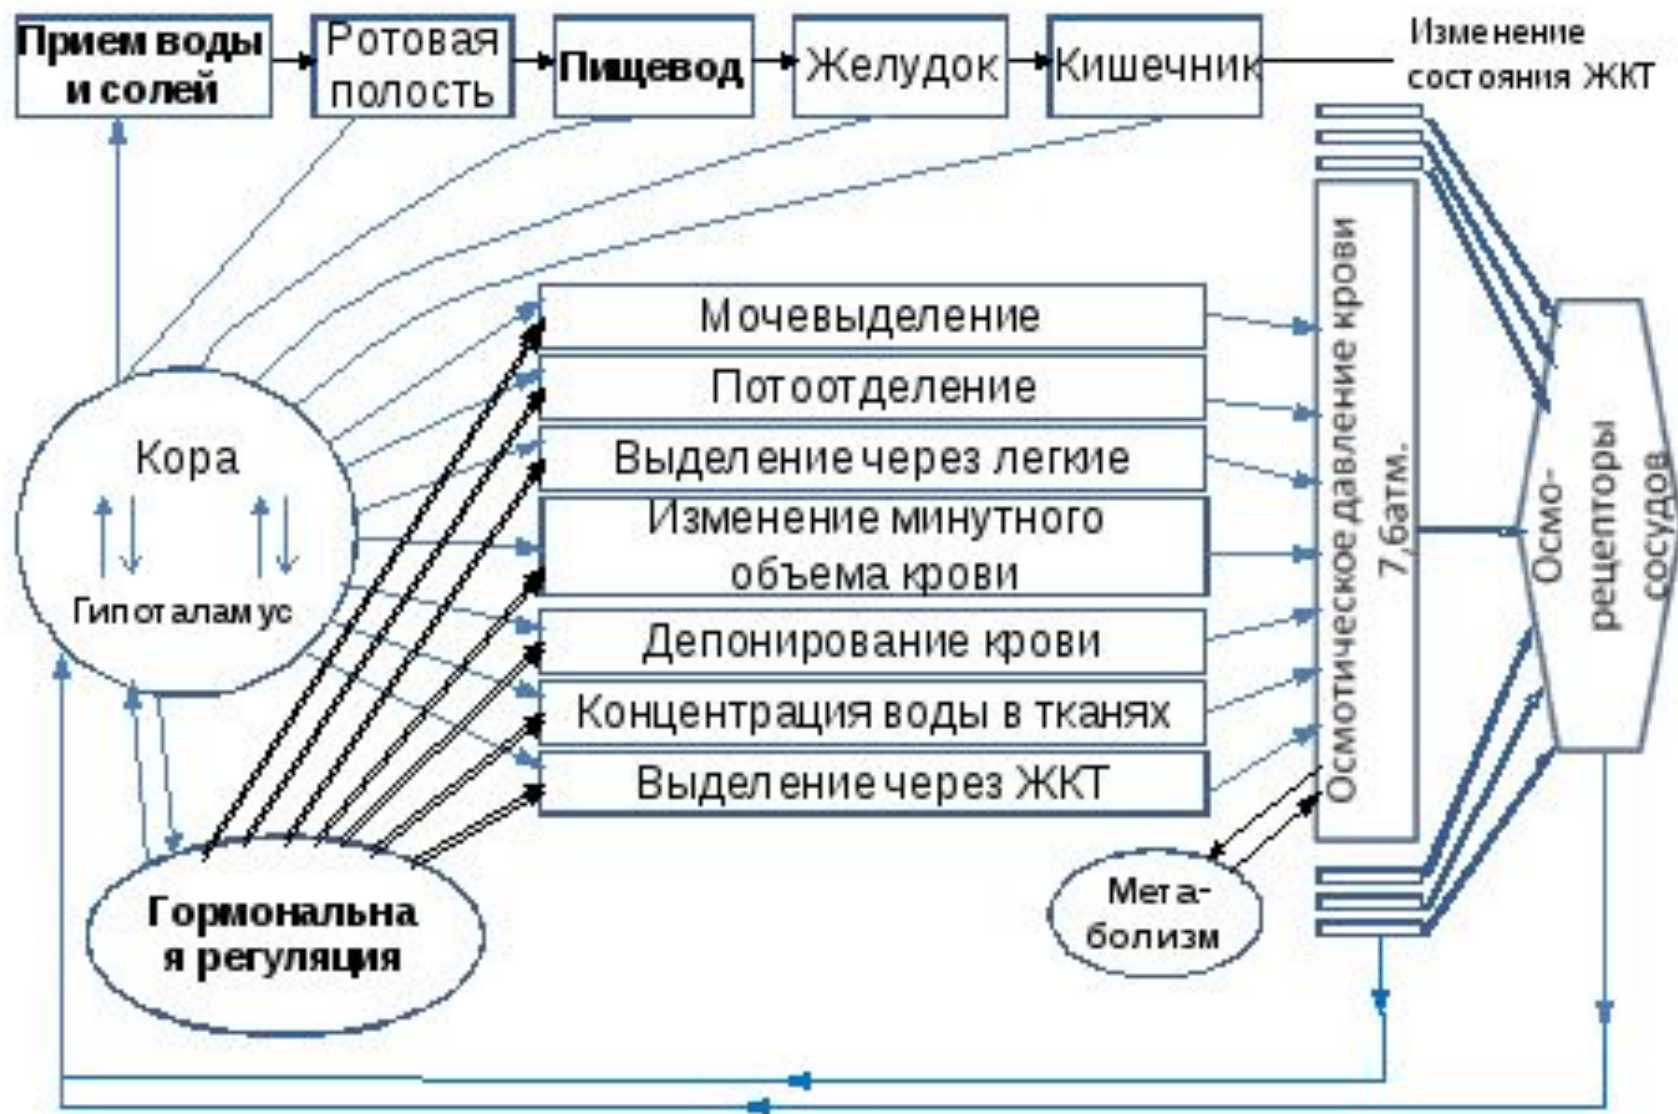 Прием воды
и солей
Ротовая
полость
Пищевод
Желудок
Кишечник
Изменение
состояния ЖКТ
Кора
Гипоталамус
Гормональна
я регуляция
Мочевыделение
Потоотделение
Выделение через легкие
Изменение минутного
объема крови
Депонирование крови
Концентрация воды в тканях
Выделение через ЖКТ
Мета-
болизм
Осмотическое давление крови
7,6атм.
Осмо-
рецепторы
сосудов